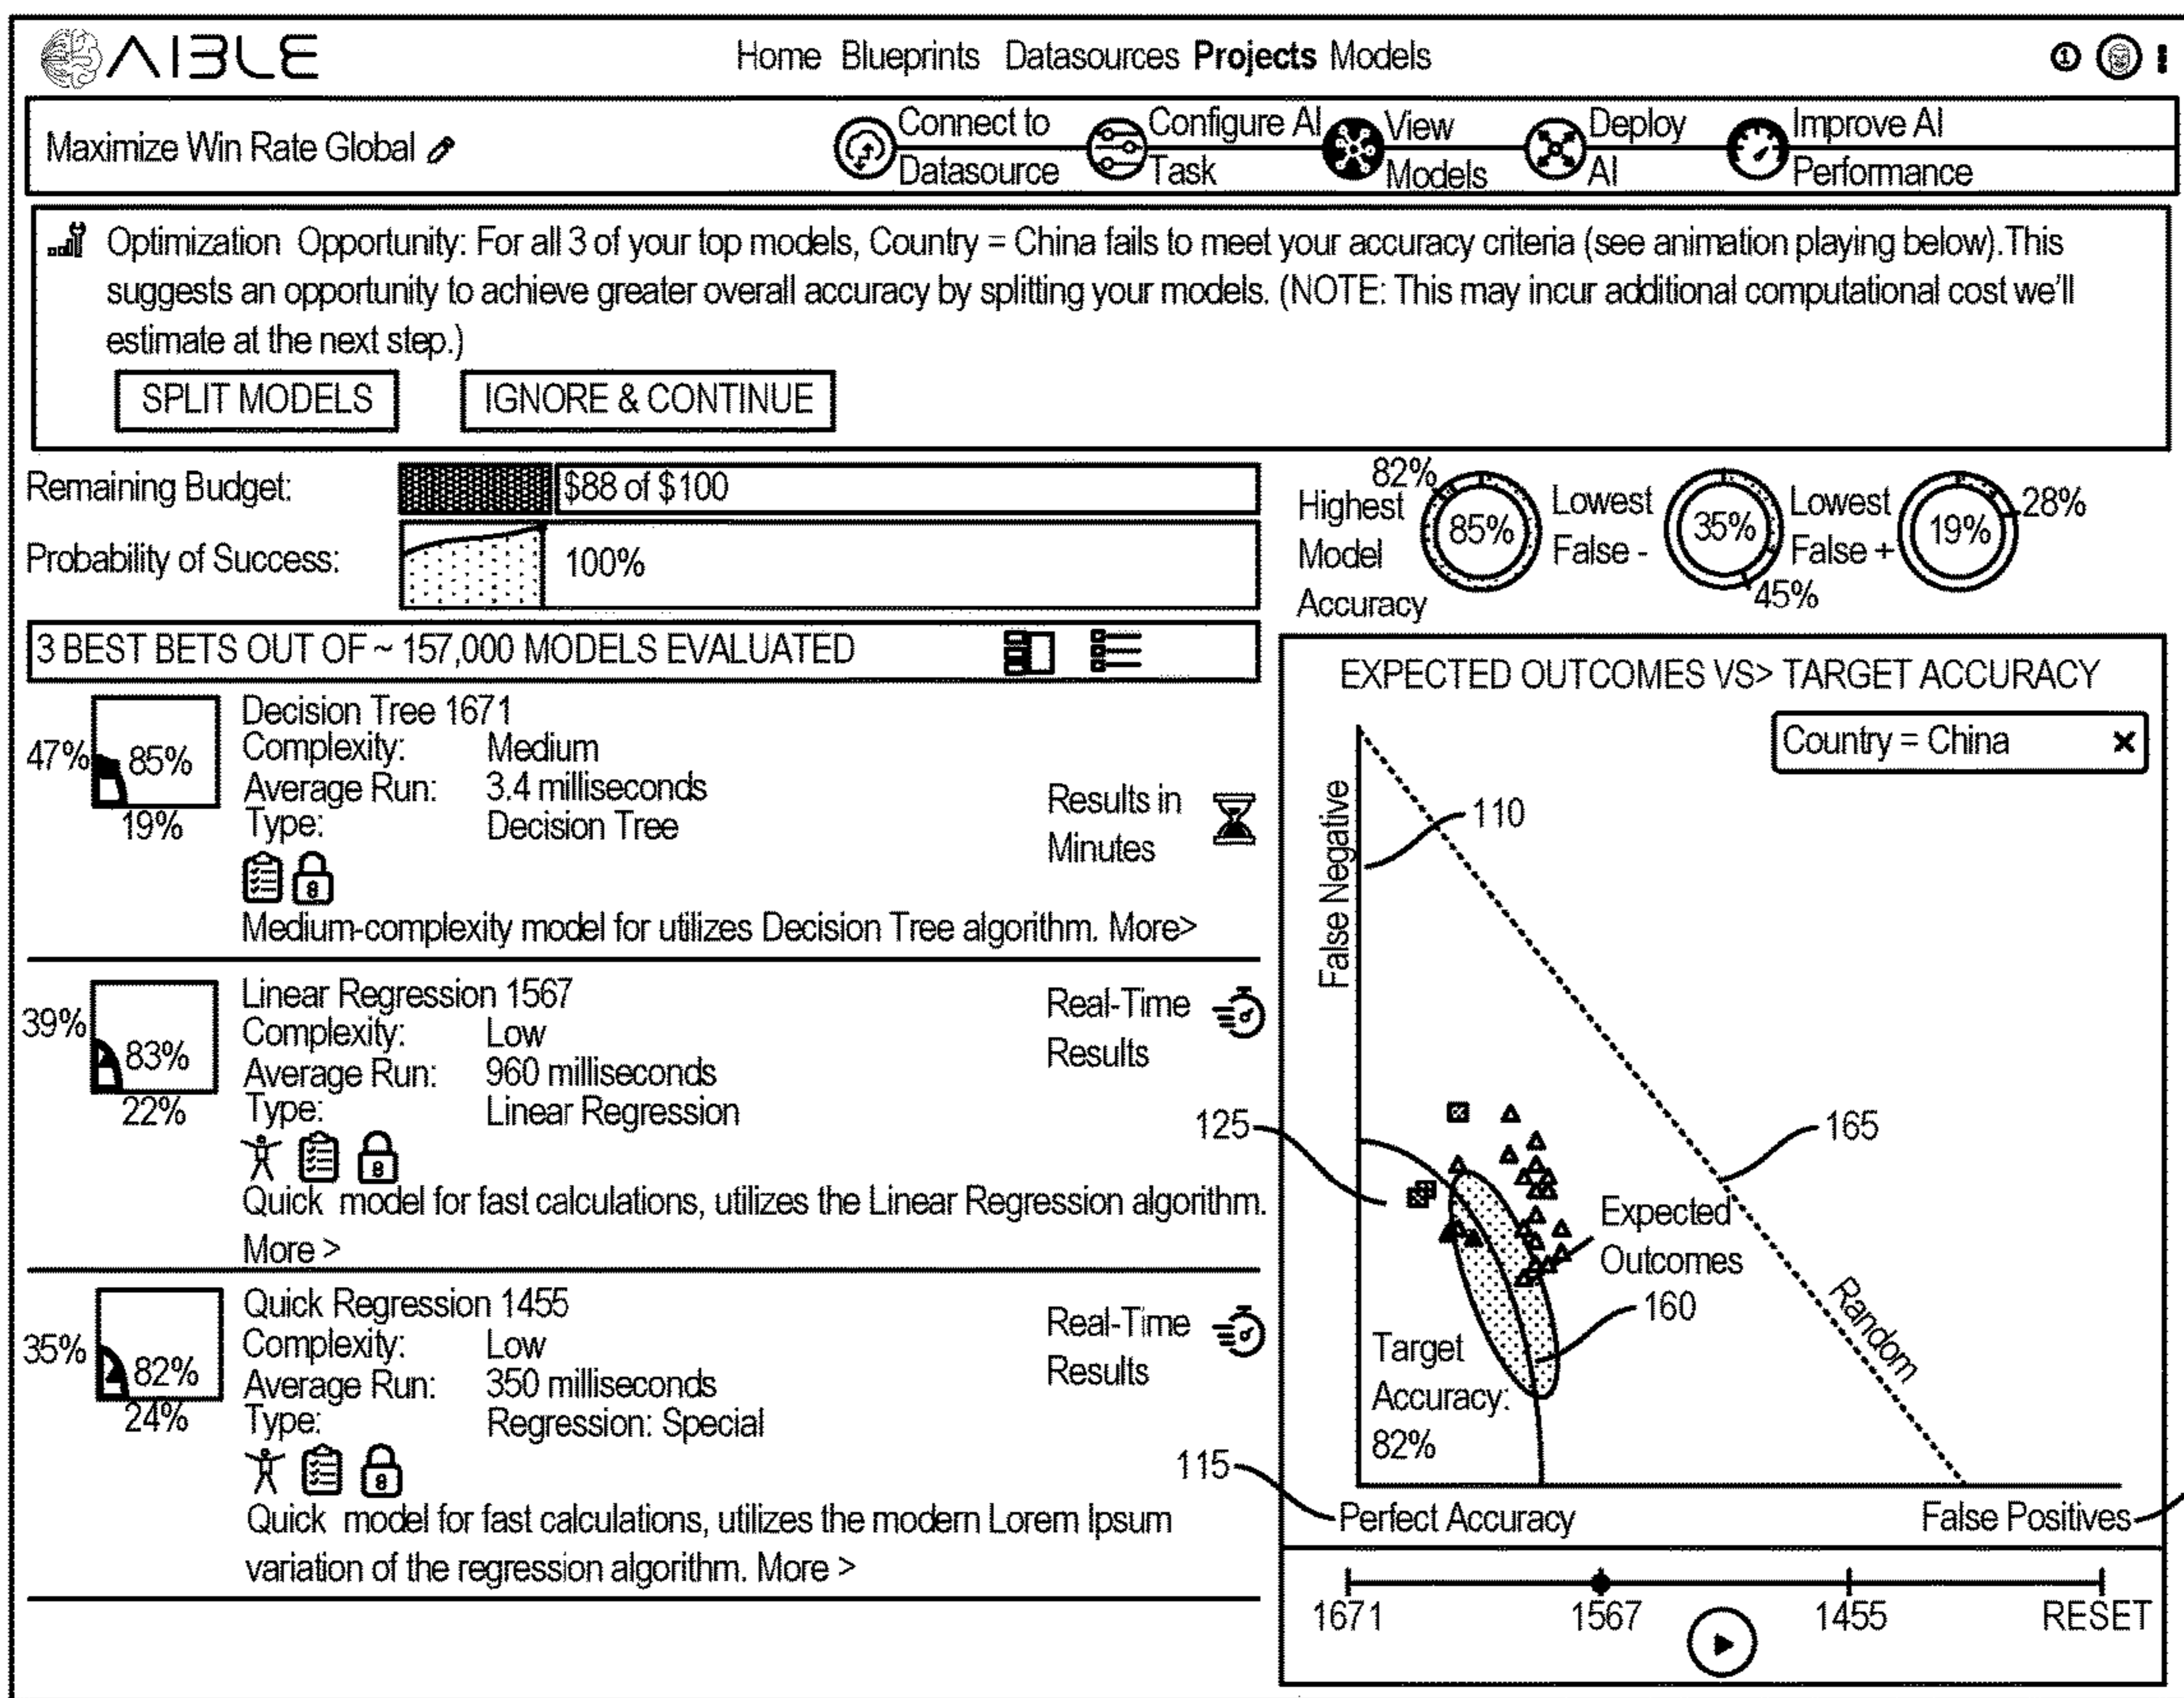 AIBLE
Home Blueprints Datasources Projects Models
1
Maximize Win Rate Global
Connect to
Datasource
Configure AI
Task
View
Models
Deploy
AI
Improve AI
Performance
Optimization Opportunity: For all 3 of your top models, Country = China fails to meet your accuracy criteria (see animation playing below).This
suggests an opportunity to achieve greater overall accuracy by splitting your models. (NOTE: This may incur additional computational cost we'll
estimate at the next step.)
SPLIT MODELS
IGNORE & CONTINUE
Remaining Budget:
$88 of $100
Probability of Success:
100%
82%
Highest
Model
Accuracy
85%
Lowest
False -
35%
45%
Lowest
False +
19%
28%
3 BEST BETS OUT OF ~ 157,000 MODELS EVALUATED
47%
85%
19%
Decision Tree 1671
Complexity: Medium
Average Run: 3.4 milliseconds
Type: Decision Tree
Results in
Minutes
8
Medium-complexity model for utilizes Decision Tree algorithm. More>
39%
83%
22%
Linear Regression 1567
Complexity: Low
Average Run: 960 milliseconds
Type: Linear Regression
Real-Time
Results
8
Quick model for fast calculations, utilizes the Linear Regression algorithm.
More >
35%
82%
24%
Quick Regression 1455
Complexity: Low
Average Run: 350 milliseconds
Type: Regression: Special
Real-Time
Results
8
Quick model for fast calculations, utilizes the modern Lorem Ipsum
variation of the regression algorithm. More >
EXPECTED OUTCOMES VS> TARGET ACCURACY
Country = China
False Negative
110
125
165
Expected
Outcomes
160
Random
Target
Accuracy:
82%
115
Perfect Accuracy
False Positives
1671
1567
1455
RESET